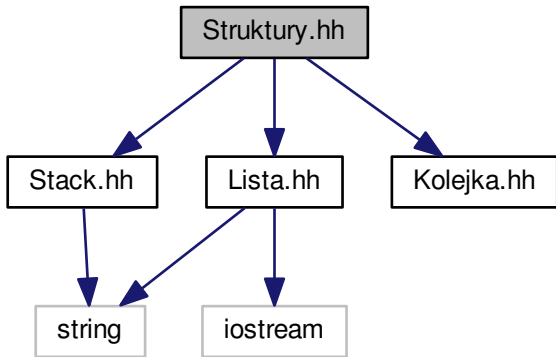 Struktury.hh
Stack.hh
Lista.hh
Kolejka.hh
string
iostream